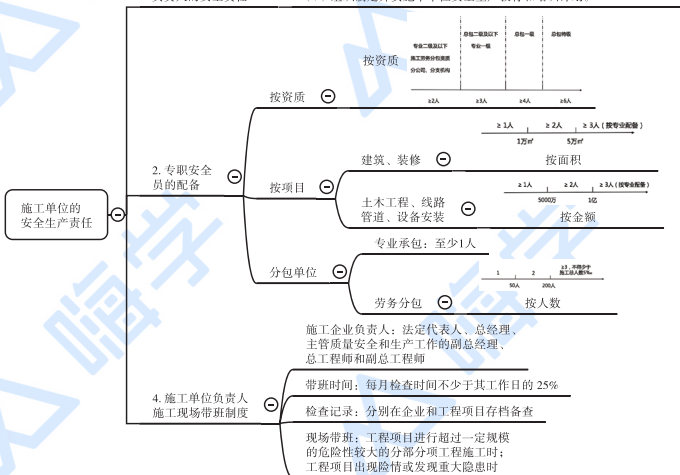 施工单位的
安全生产责任
2. 专职安全
员的配备
按资质
按资质
专业二级及以下
施工劳务分包资质
分公司、分支机构
总包二级及以下
专业一级
总包一级
总包特级
≥2人
≥3人
≥4人
≥6人
按项目
建筑、装修
≥ 1人
≥ 2人
≥ 3人（按专业配备）
1万㎡
5万㎡
按面积
土木工程、线路
管道、设备安装
≥ 1人
≥ 2人
≥ 3人（按专业配备）
5000万
1亿
按金额
分包单位
专业承包：至少1人
劳务分包
1
2
≥3，不得少于
施工总人数5‰
50人
200人
按人数
4. 施工单位负责人
施工现场带班制度
施工企业负责人：法定代表人、总经理、
主管质量安全和生产工作的副总经理、
总工程师和副总工程师
带班时间：每月检查时间不少于其工作日的 25%
检查记录：分别在企业和工程项目存档备查
现场带班：工程项目进行超过一定规模
的危险性较大的分部分项工程施工时；
工程项目出现险情或发现重大隐患时
嗨学